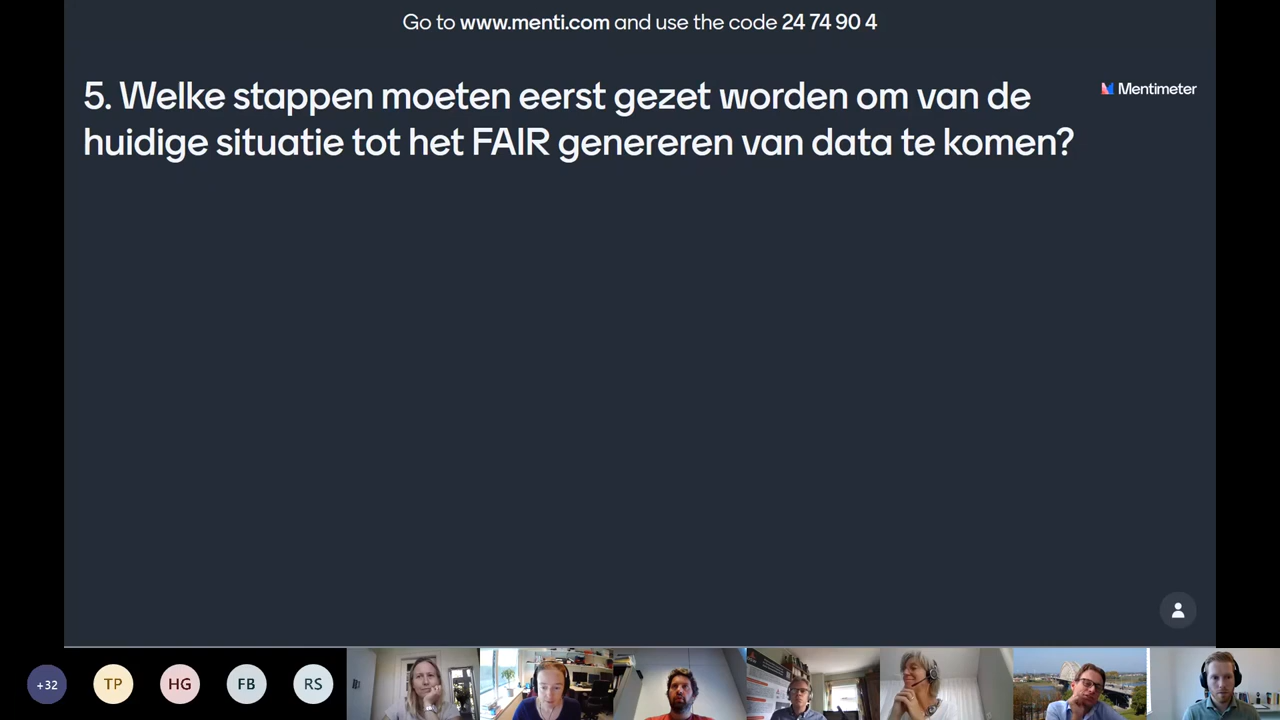 Go to www.menti.com and use the code 24 74 90 4
5. Welke stappen moeten eerst gezet worden om van de
huidige situatie tot het FAIR genereren van data te komen?
Mentimeter
+32
TP
HG
FB
RS